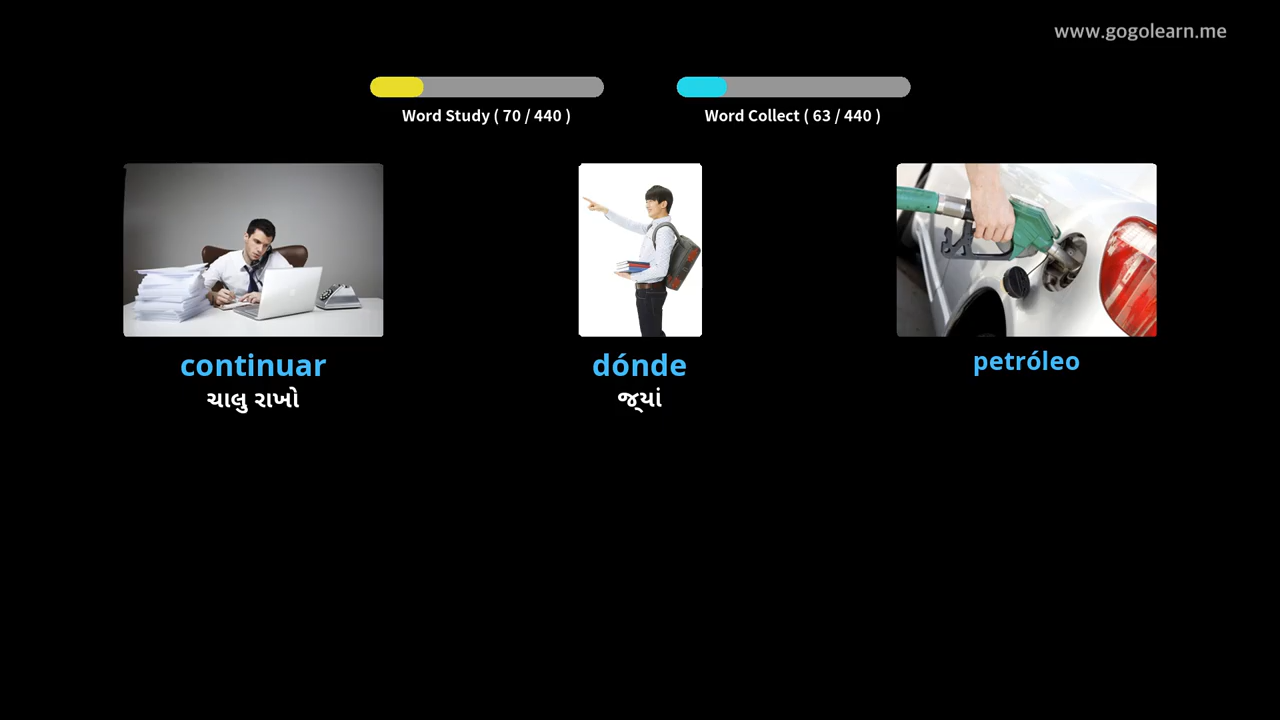 www.gogolearn.me
Word Study ( 70 / 440 )
Word Collect ( 63 / 440 )
continuar
ચાલુ રાખો
dónde
જ્યાં
petróleo